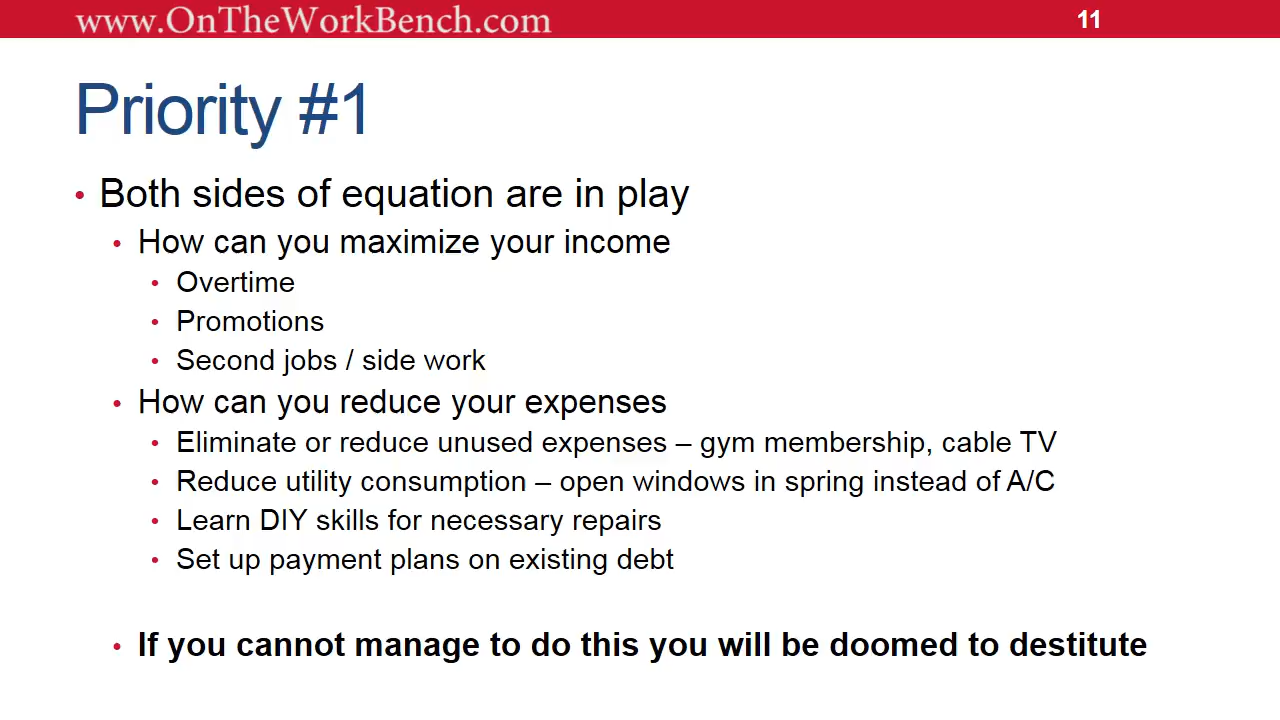 www.OnTheWorkBench.com
11
Priority #1
• Both sides of equation are in play
• How can you maximize your income
• Overtime
• Promotions
• Second jobs / side work
• How can you reduce your expenses
• Eliminate or reduce unused expenses – gym membership, cable TV
• Reduce utility consumption – open windows in spring instead of A/C
• Learn DIY skills for necessary repairs
• Set up payment plans on existing debt
• If you cannot manage to do this you will be doomed to destitute